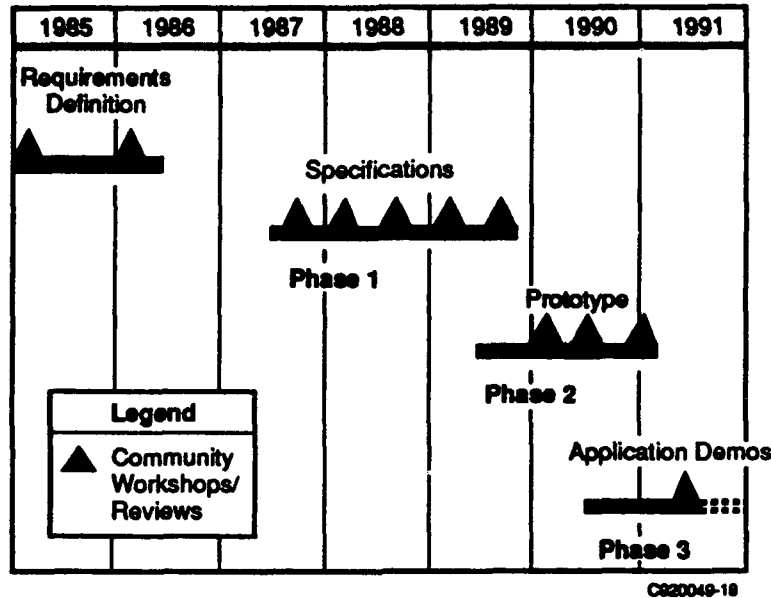 1985 1986 1987 1988 1989 1990 1991
Requirements
Definition
Specifications
Phase 1
Prototype
Phase 2
Legend
Community
Workshops/
Reviews
Application Demos
Phase 3
C920049-18